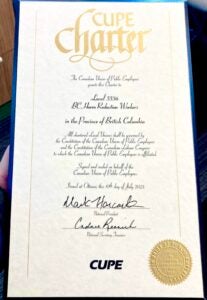 CUPE
Charter
The Canadian Union of Public Employees
grants this Charter to
Local 3336
BC Harm Reduction Workers
in the Province of British Columbia
All chartered Local Unions shall be governed by
the Constitution of the Canadian Union of Public Employees
and the Constitution of the Canadian Labour Congress
to which the Canadian Union of Public Employees is affiliated.
Signed and sealed on behalf of the
Canadian Union of Public Employees.
Issued at Ottawa, this 6th day of July 2023
Mark Hancock
National President
National Secretary-Treasurer
CUPE